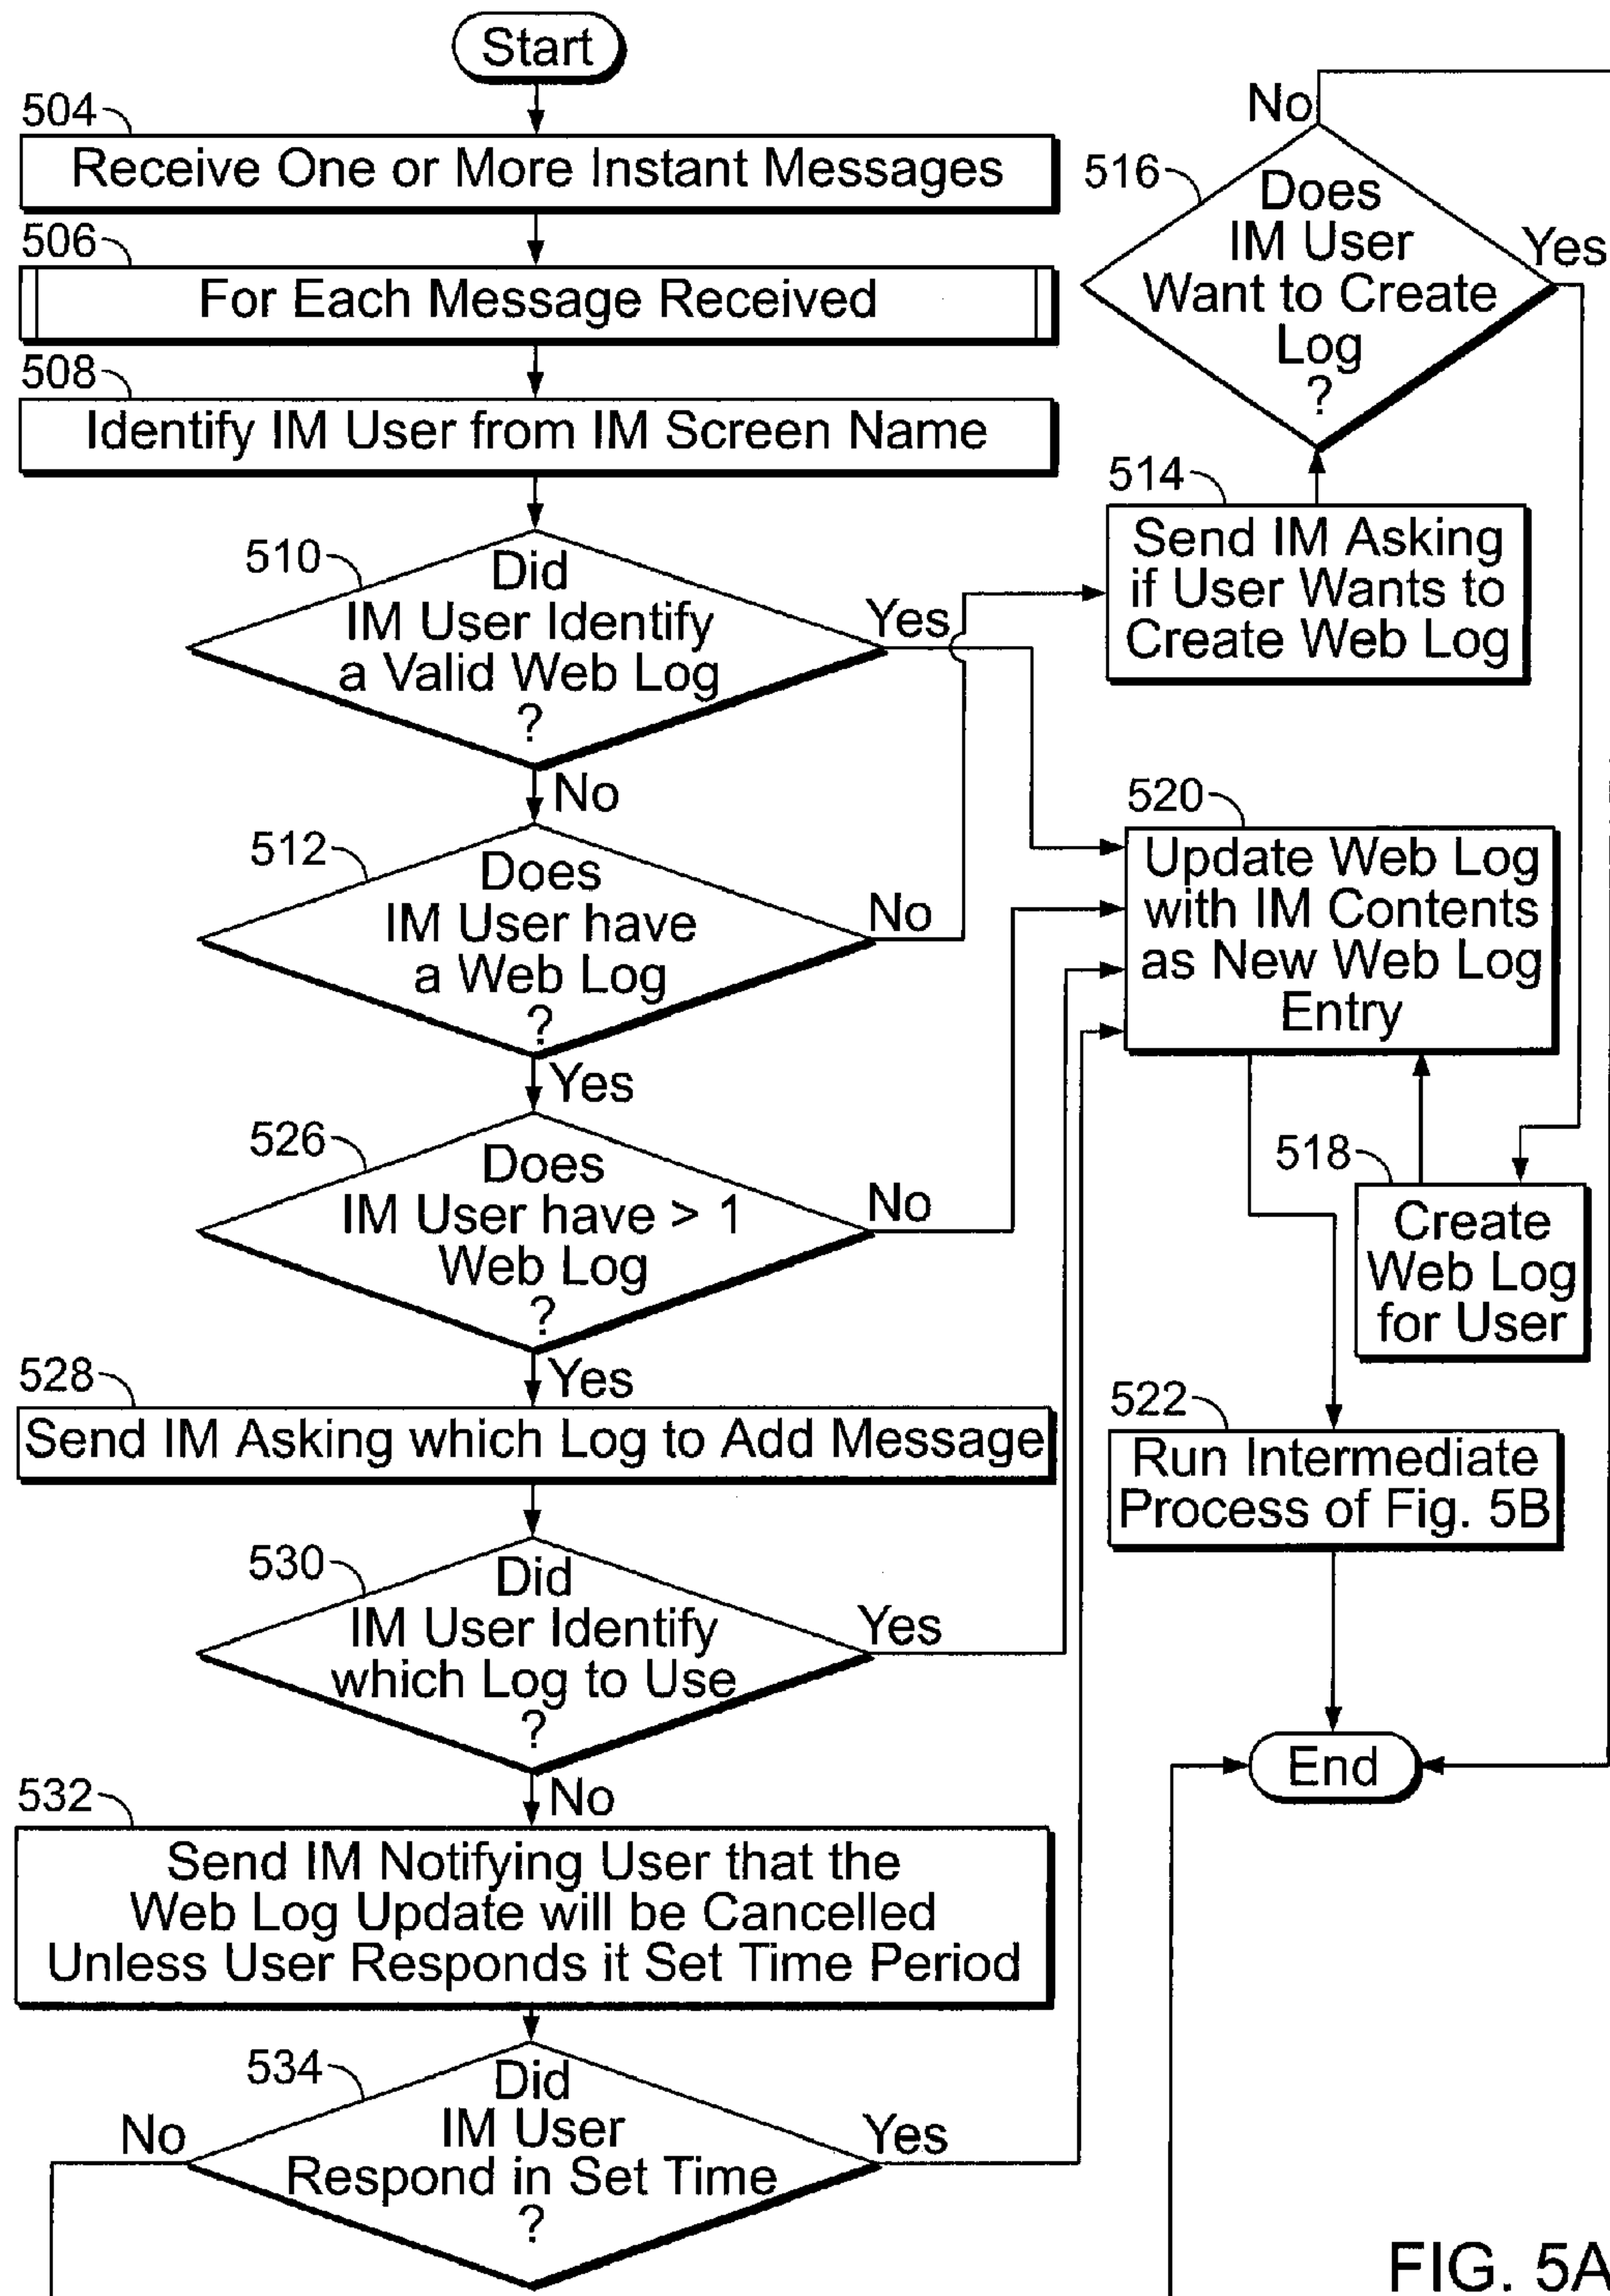 Start
504
Receive One or More Instant Messages
506
For Each Message Received
508
Identify IM User from IM Screen Name
510
Did
IM User Identify
a Valid Web Log
?
Yes
No
512
Does
IM User have
a Web Log
?
No
Yes
526
Does
IM User have > 1
Web Log
?
No
Yes
528
Send IM Asking which Log to Add Message
530
Did
IM User Identify
which Log to Use
?
Yes
No
532
Send IM Notifying User that the
Web Log Update will be Cancelled
Unless User Responds it Set Time Period
534
Did
IM User
Respond in Set Time
?
No
Yes
No
516
Does
IM User
Want to Create
Log
?
Yes
514
Send IM Asking
if User Wants to
Create Web Log
520
Update Web Log
with IM Contents
as New Web Log
Entry
518
Create
Web Log
for User
522
Run Intermediate
Process of Fig. 5B
End
FIG. 5A